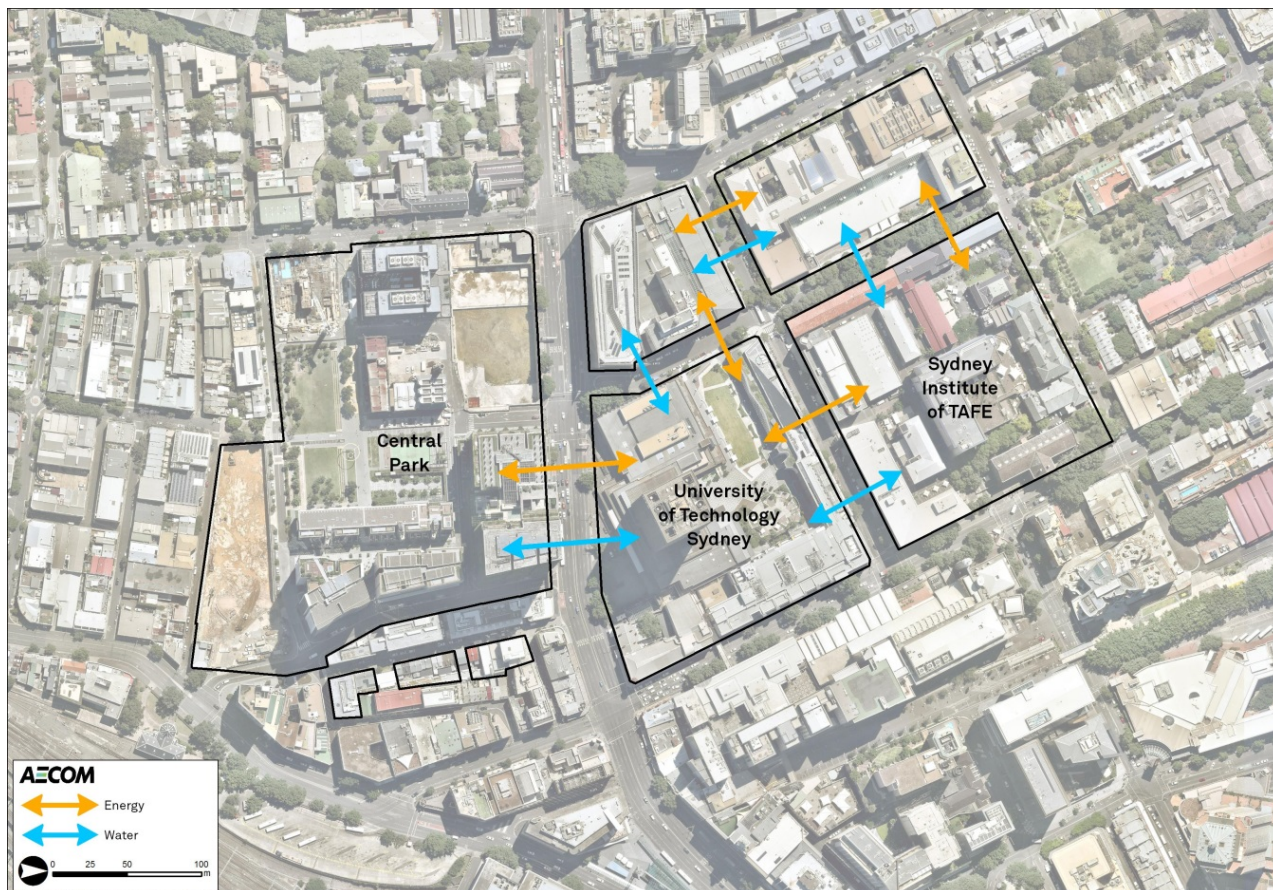 Central
Park
University
of Technology
Sydney
Sydney
Institute
of TAFE
AECOM
Energy
Water
0 25 50 100
m